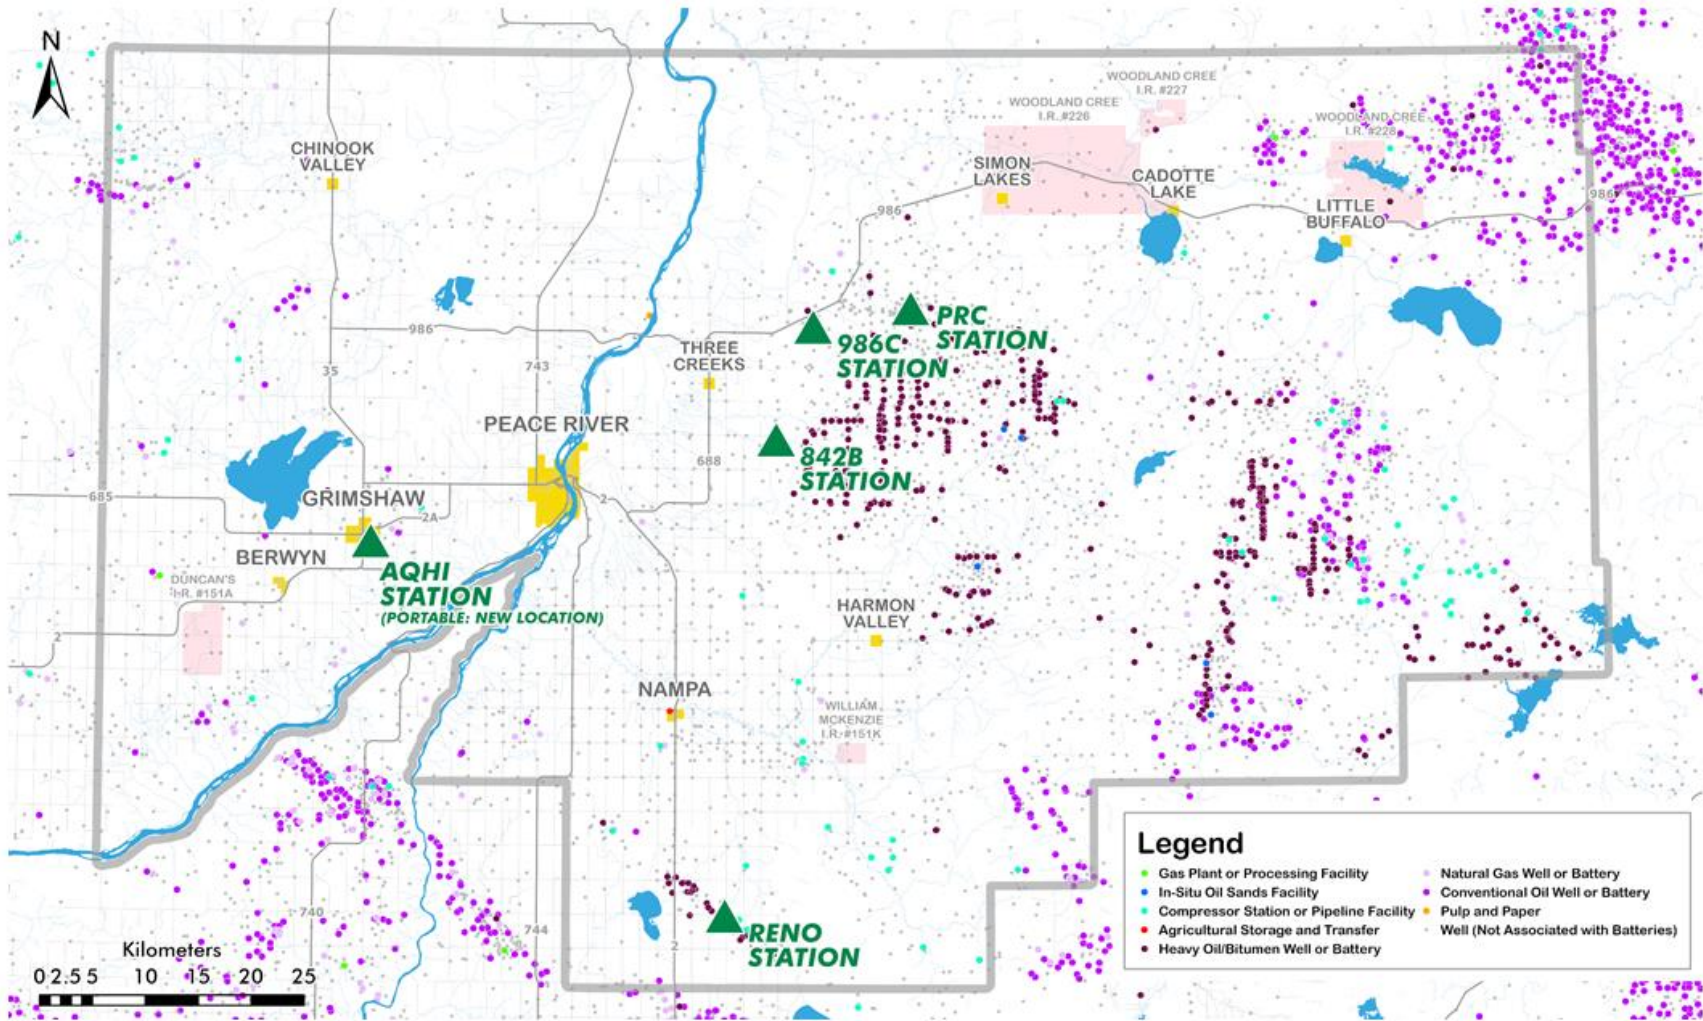 N
WOODLAND CREE
I.R. #227
WOODLAND CREE
I.R. #226
WOODLAND CREE
I.R. #228
CHINOOK
VALLEY
SIMON
LAKES
CADOTTE
LAKE
986
LITTLE
BUFFALO
986
PRC
STATION
986C
STATION
986
THREE
CREEKS
35
743
PEACE RIVER
842B
STATION
688
685
GRIMSHAW
2A
2
BERWYN
AQHI
STATION
(PORTABLE: NEW LOCATION)
DUNCAN'S
I.R. #151A
2
HARMON
VALLEY
NAMPA
WILLIAM
MCKENZIE
I.R. #151K
740
744
2
RENO
STATION
Kilometers
0 2.5 5 10 15 20 25
Legend
Gas Plant or Processing Facility
In-Situ Oil Sands Facility
Compressor Station or Pipeline Facility
Agricultural Storage and Transfer
Heavy Oil/Bitumen Well or Battery
Natural Gas Well or Battery
Conventional Oil Well or Battery
Pulp and Paper
Well (Not Associated with Batteries)